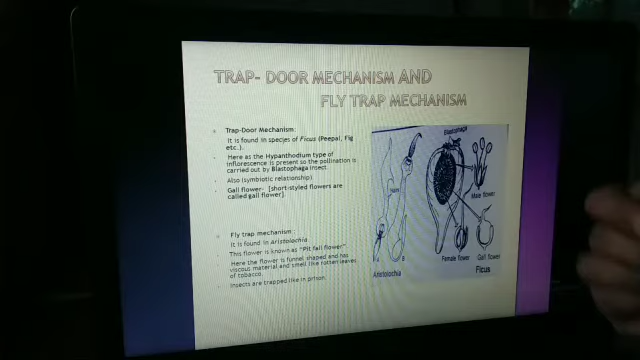 TRAP- DOOR MECHANISM AND
FLY TRAP MECHANISM
Trap-Door Mechanism:
It is found in species of Ficus (Peepal, Fig
etc.).
Here as the Hypanthodium type of
inflorescence is present so the pollination is
carried out by Blastophaga insect.
Also (symbiotic relationship)
Gall flower- [short-styled flowers are
called gall flower].
Fly trap mechanism:
It is found in Aristolochia
This flower is known as "Pit fall flower"
Here the flower is funnel shaped and has
viscous material and smell like rotten leaves
of tobacco.
Insects are trapped like in prison.
Blastophaga
Male flower
Female flower
Gall flower
Aristolochia
Ficus